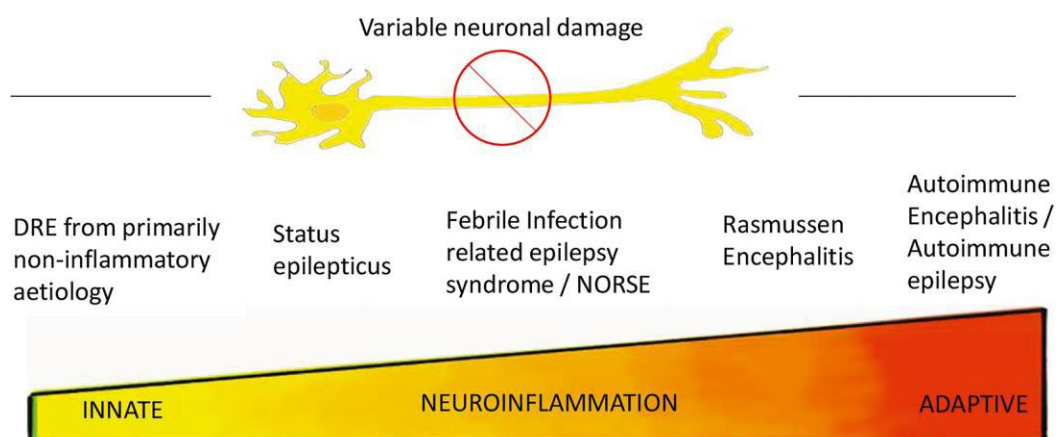 Variable neuronal damage
DRE from primarily
non-inflammatory
aetiology
Status
epilepticus
Febrile Infection
related epilepsy
syndrome / NORSE
Rasmussen
Encephalitis
Autoimmune
Encephalitis /
Autoimmune
epilepsy
INNATE
NEUROINFLAMMATION
ADAPTIVE